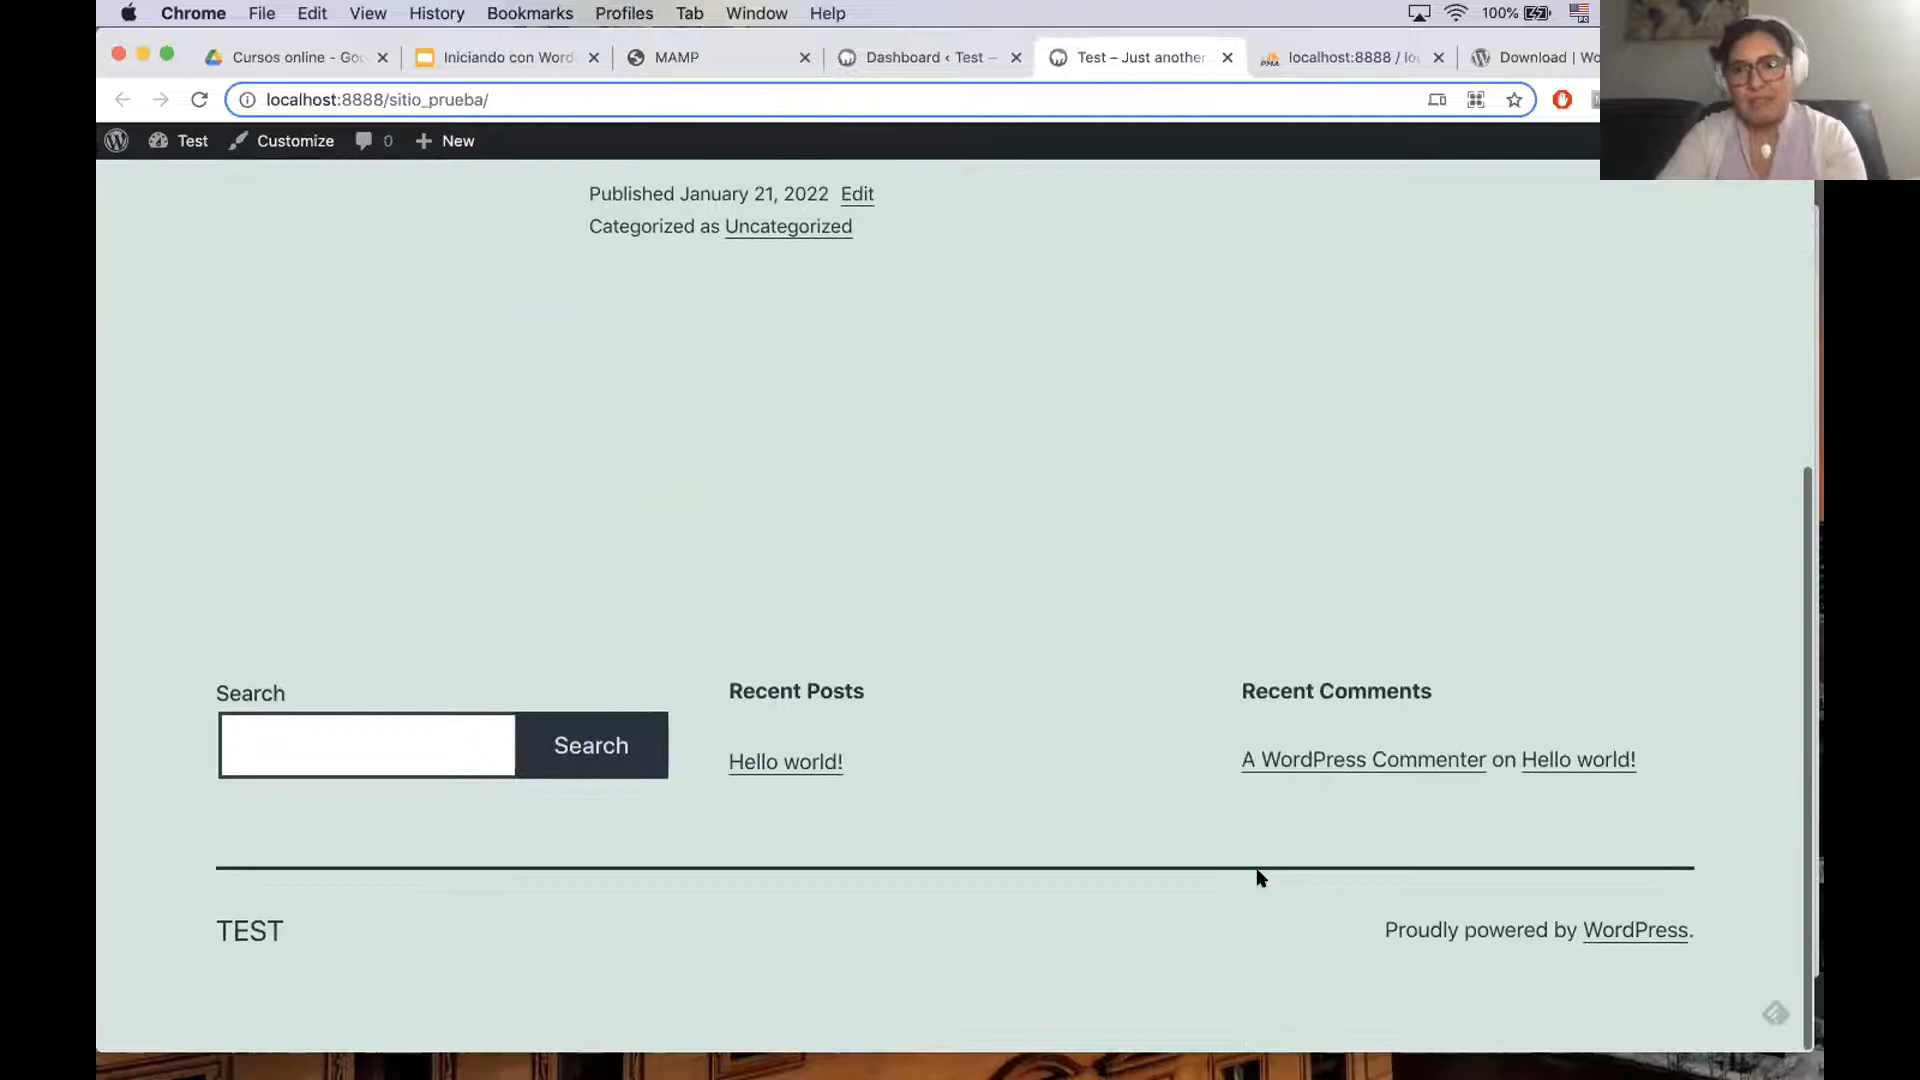 Chrome File Edit View History Bookmarks Profiles Tab Window Help 100%
Cursos online - Goo Iniciando con Word MAMP Dashboard ‹ Test – Test – Just another localhost:8888 / lo Download | Wo
localhost:8888/sitio_prueba/
Test Customize 0 New
Published January 21, 2022 Edit
Categorized as Uncategorized
Search
Search
Recent Posts
Hello world!
Recent Comments
A WordPress Commenter on Hello world!
TEST
Proudly powered by WordPress.